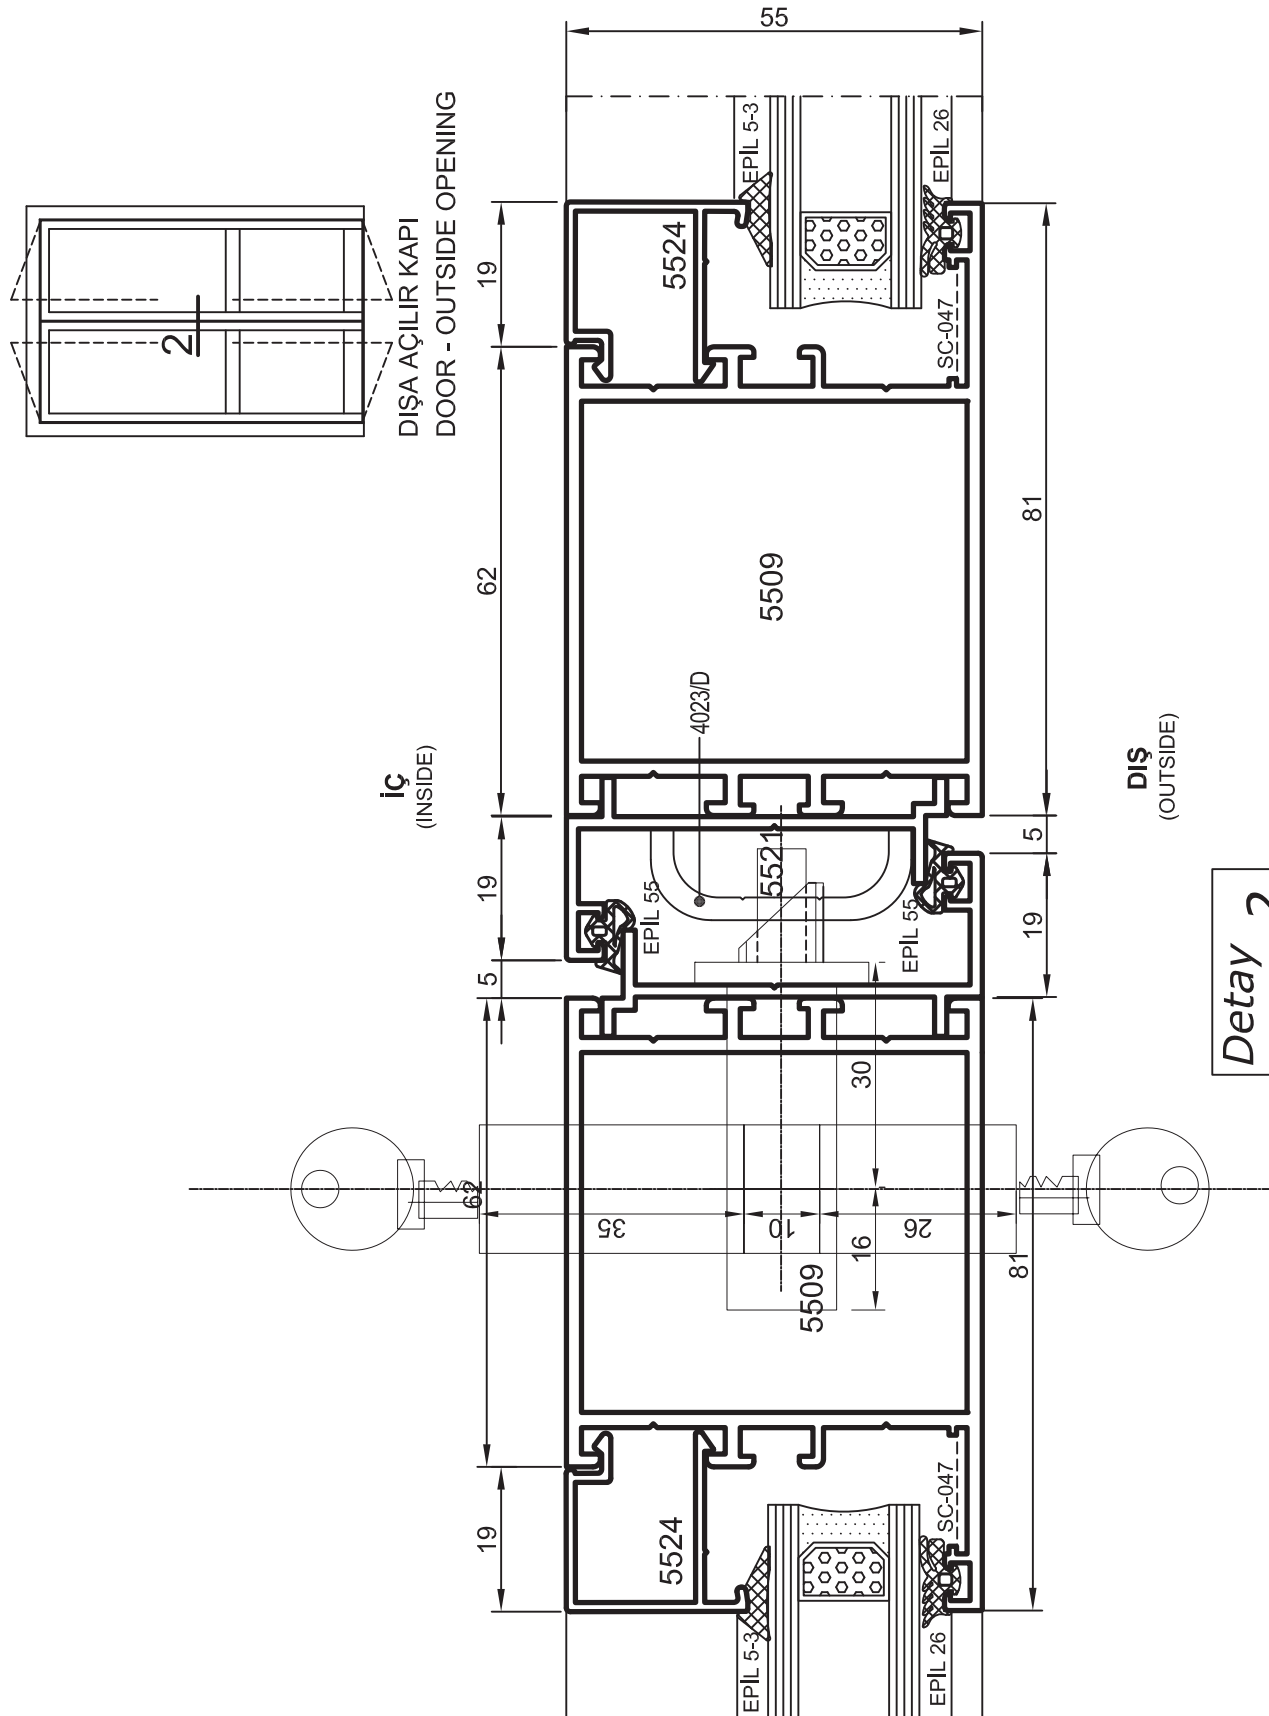 55
DIŞA AÇILIR KAPI
DOOR - OUTSIDE OPENING
2
EPİL 5-3
EPİL 26
5524
SC-047
19
62
81
5509
4023/D
İÇ
(INSIDE)
DIŞ
(OUTSIDE)
19
5
5521
EPİL 55
EPİL 55
5
19
30
16
62
35
10
26
81
5509
5524
SC-047
19
EPİL 5-3
EPİL 26
Detay 2